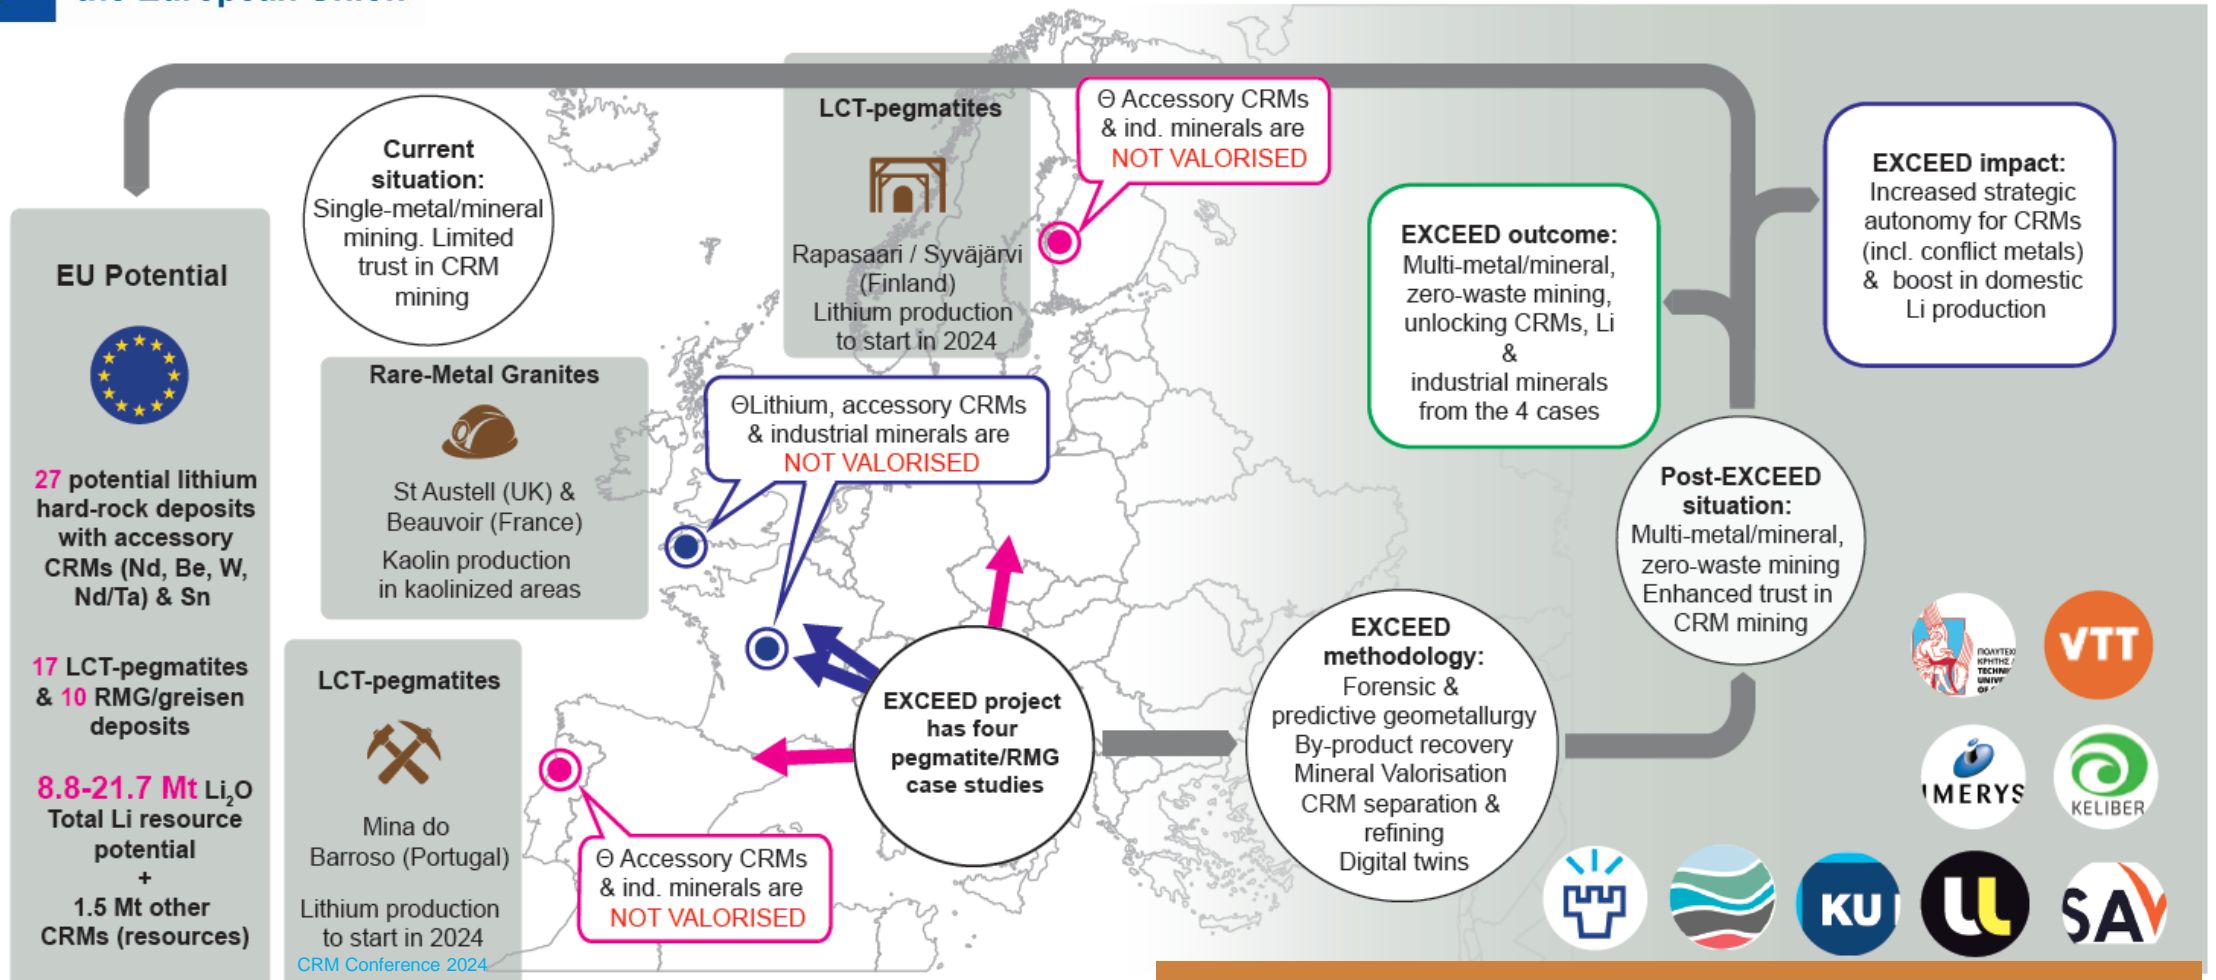 the European Union
EU Potential
27 potential lithium
hard-rock deposits
with accessory
CRMs (Nd, Be, W,
Nd/Ta) & Sn
17 LCT-pegmatites
& 10 RMG/greisen
deposits
8.8-21.7 Mt Li₂O
Total Li resource
potential
+
1.5 Mt other
CRMs (resources)
Current
situation:
Single-metal/mineral
mining. Limited
trust in CRM
mining
Rare-Metal Granites
St Austell (UK) &
Beauvoir (France)
Kaolin production
in kaolinized areas
LCT-pegmatites
Mina do
Barroso (Portugal)
Lithium production
to start in 2024
CRM Conference 2024
LCT-pegmatites
Rapasaari / Syväjärvi
(Finland)
Lithium production
to start in 2024
Θ Accessory CRMs
& ind. minerals are
NOT VALORISED
ΘLithium, accessory CRMs
& industrial minerals are
NOT VALORISED
Θ Accessory CRMs
& ind. minerals are
NOT VALORISED
EXCEED project
has four
pegmatite/RMG
case studies
EXCEED
methodology:
Forensic &
predictive geometallurgy
By-product recovery
Mineral Valorisation
CRM separation &
refining
Digital twins
EXCEED outcome:
Multi-metal/mineral,
zero-waste mining,
unlocking CRMs, Li
&
industrial minerals
from the 4 cases
EXCEED impact:
Increased strategic
autonomy for CRMs
(incl. conflict metals)
& boost in domestic
Li production
Post-EXCEED
situation:
Multi-metal/mineral,
zero-waste mining
Enhanced trust in
CRM mining
ΠΟΛΥΤΕΧ
ΚΡΗΤΗΣ /
TECHNI
UNIVE
VTT
IMERYS
KELIBER
KU
UL
SAV